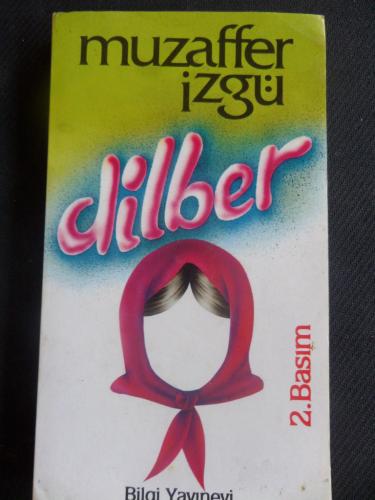 muzaffer
izgü
dilber
2. Basım
Bilgi Yayınevi